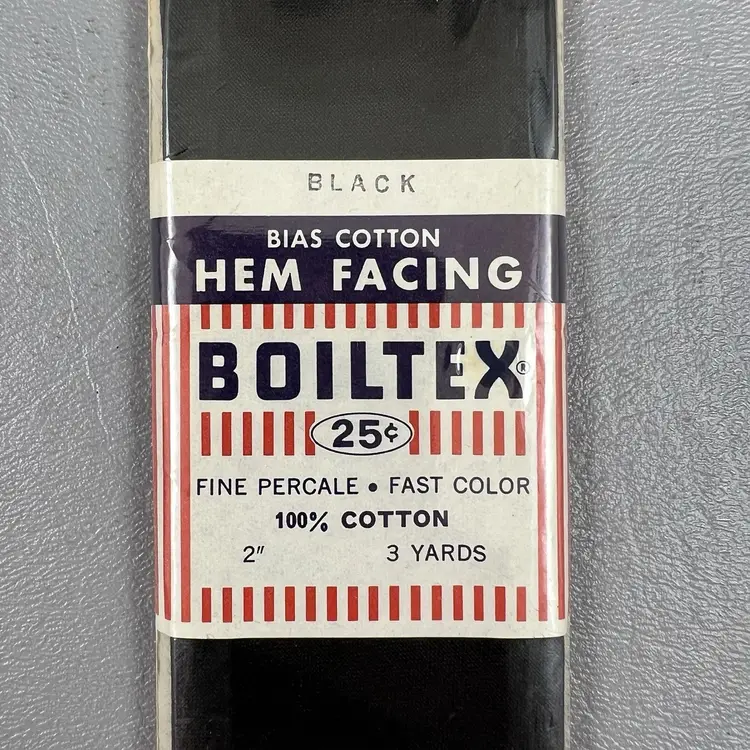 BLACK
BIAS COTTON
HEM FACING
BOILTEX®
25¢
FINE PERCALE • FAST COLOR
100% COTTON
2" 3 YARDS